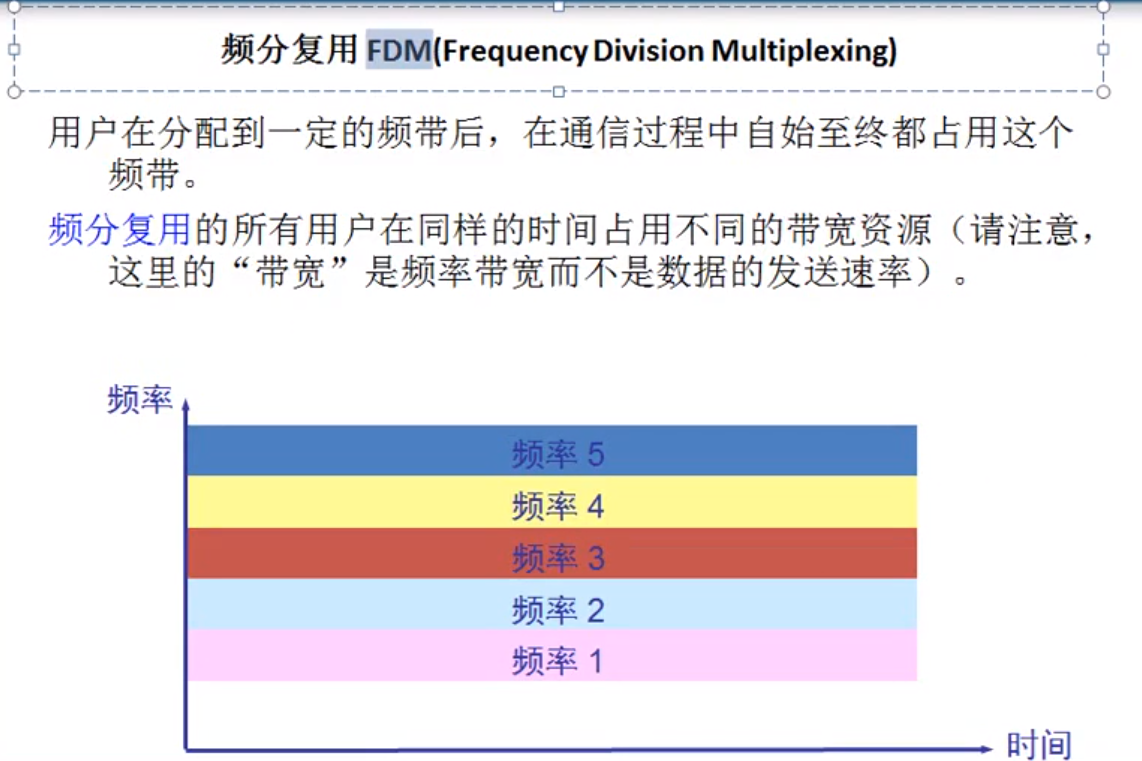 频分复用 FDM(Frequency Division Multiplexing)
用户在分配到一定的频带后，在通信过程中自始至终都占用这个
频带。
频分复用的所有用户在同样的时间占用不同的带宽资源（请注意，
这里的“带宽”是频率带宽而不是数据的发送速率）。
频率
频率 5
频率 4
频率 3
频率 2
频率 1
时间